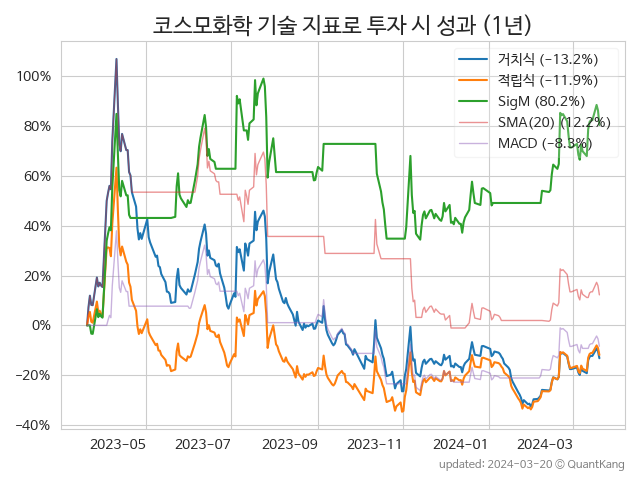 코스모화학 기술 지표로 투자 시 성과 (1년)
거치식 (−13.2%)
적립식 (−11.9%)
SigM (80.2%)
SMA(20) (12.2%)
MACD (−8.3%)
100%
80%
60%
40%
20%
0%
−20%
−40%
2023−05 2023−07 2023−09 2023−11 2024−01 2024−03
updated: 2024-03-20 © QuantKang